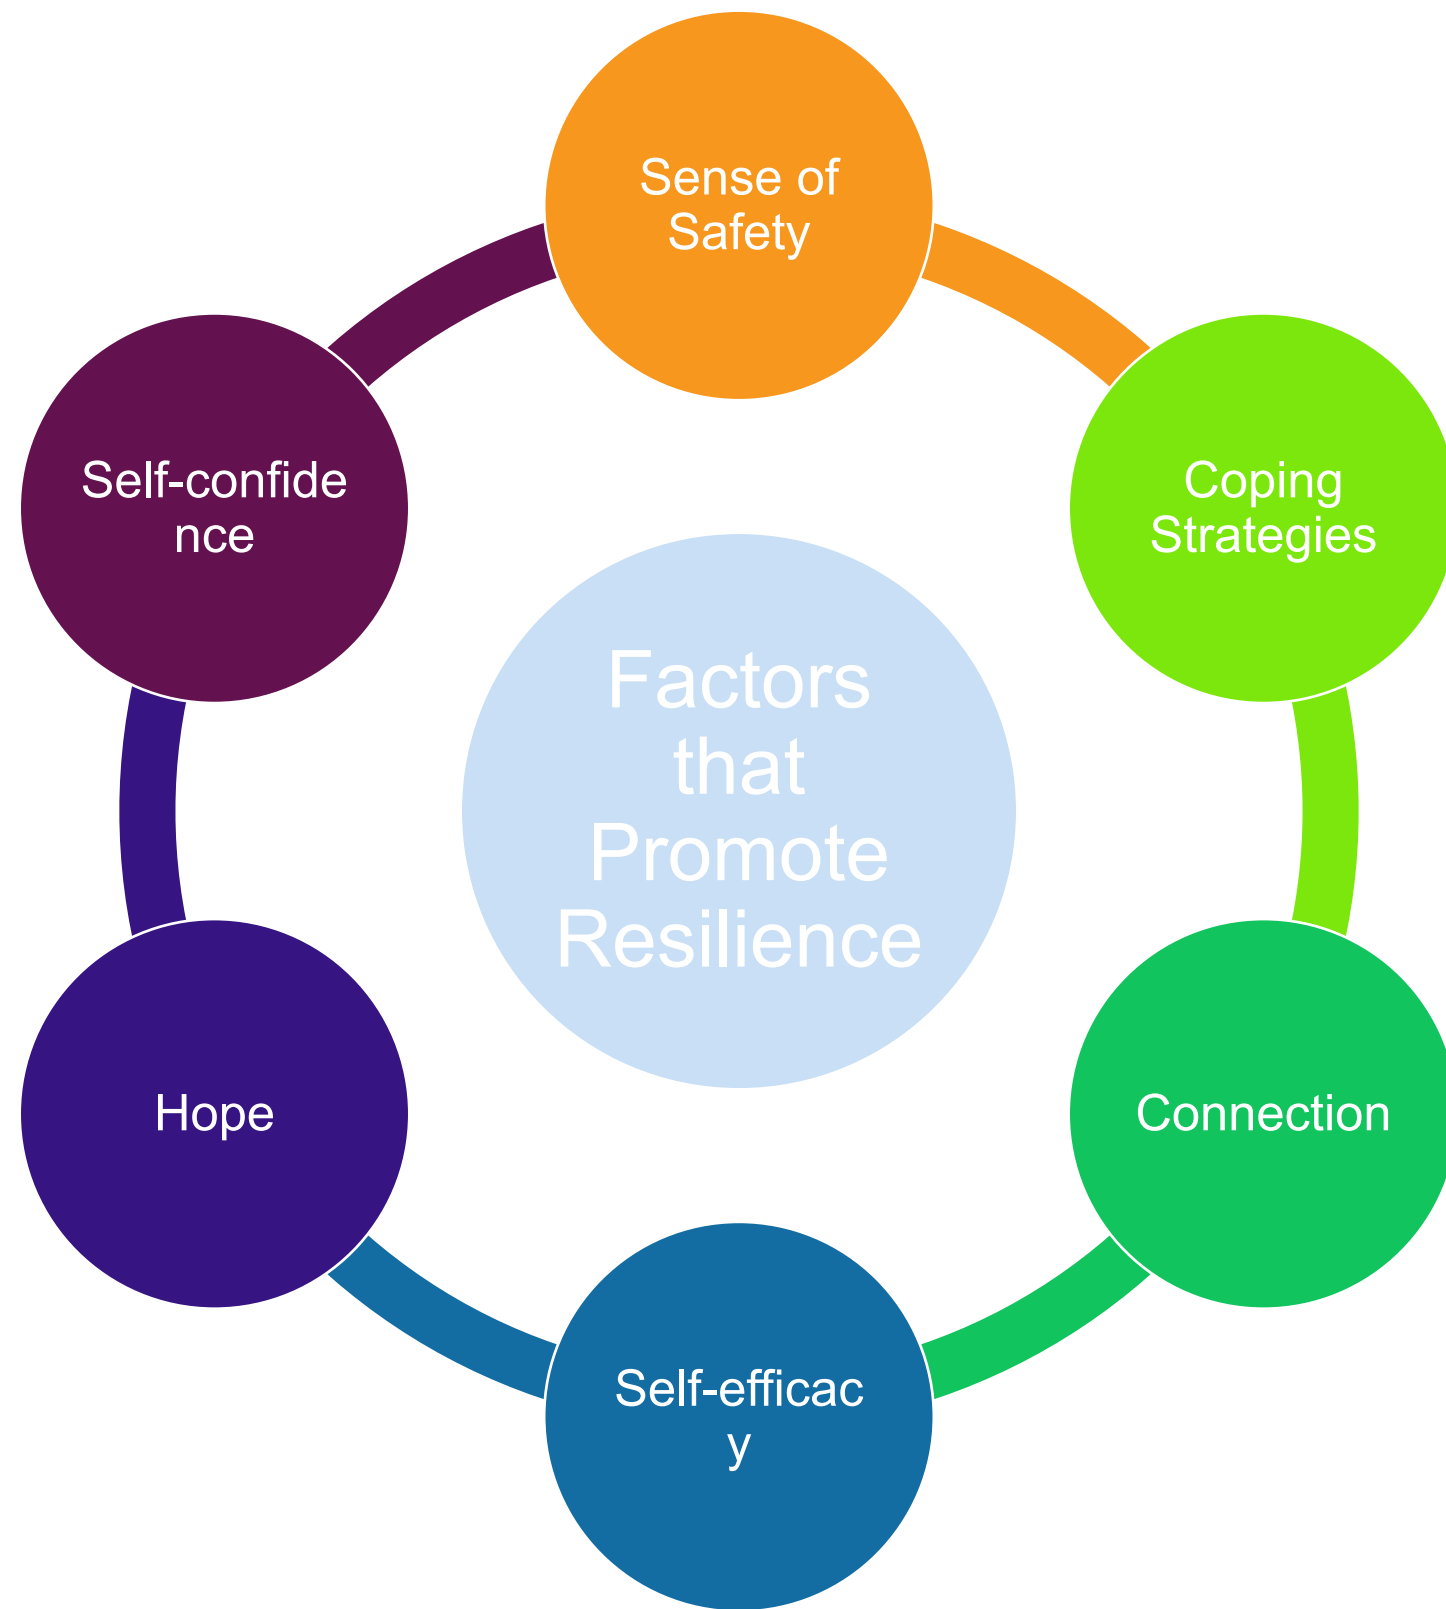 Sense of
Safety
Coping
Strategies
Connection
Self-efficac
y
Hope
Self-confide
nce
Factors
that
Promote
Resilience